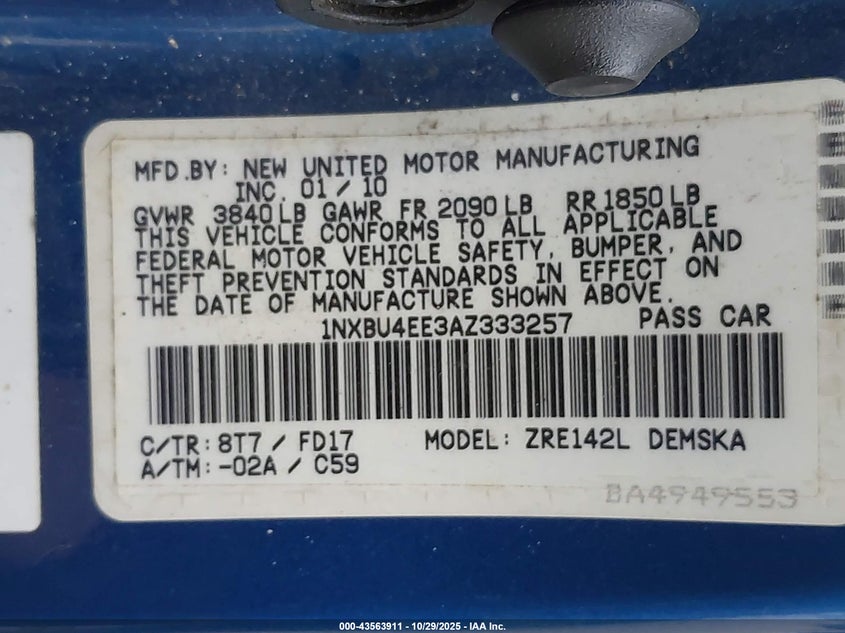 MFD.BY: NEW UNITED MOTOR MANUFACTURING
INC. 01/10
GVWR 3840LB GAWR FR 2090LB RR 1850LB
THIS VEHICLE CONFORMS TO ALL APPLICABLE
FEDERAL MOTOR VEHICLE SAFETY, BUMPER, AND
THEFT PREVENTION STANDARDS IN EFFECT ON
THE DATE OF MANUFACTURE SHOWN ABOVE.
1NXBU4EE3AZ333257 PASS CAR
C/TR: 8T7 / FD17 MODEL: ZRE142L DEMSKA
A/TM: -02A / C59
BA4949553
000-43563911 - 10/29/2025 - IAA Inc.